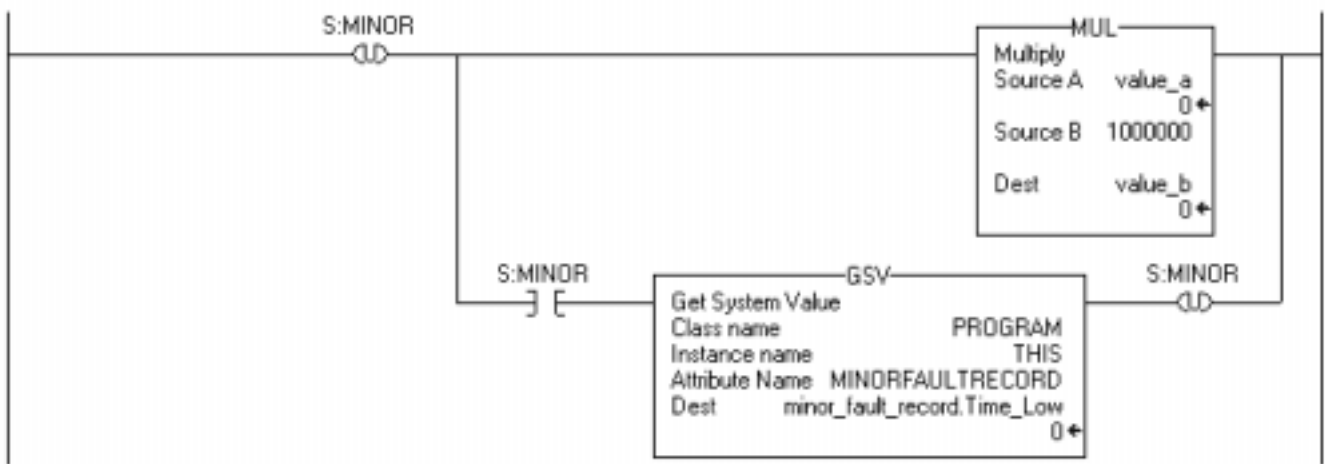 S:MINOR
U
MUL
Multiply
Source A value_a
0
Source B 1000000
Dest value_b
0
S:MINOR
GSV
Get System Value
Class name PROGRAM
Instance name THIS
Attribute Name MINORFAULTRECORD
Dest minor_fault_record.Time_Low
0
S:MINOR
U